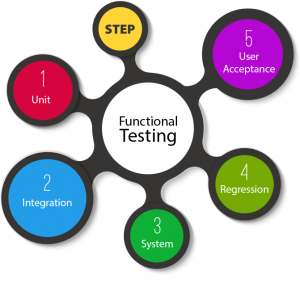 STEP
1
Unit
2
Integration
3
System
4
Regression
5
User
Acceptance
Functional
Testing